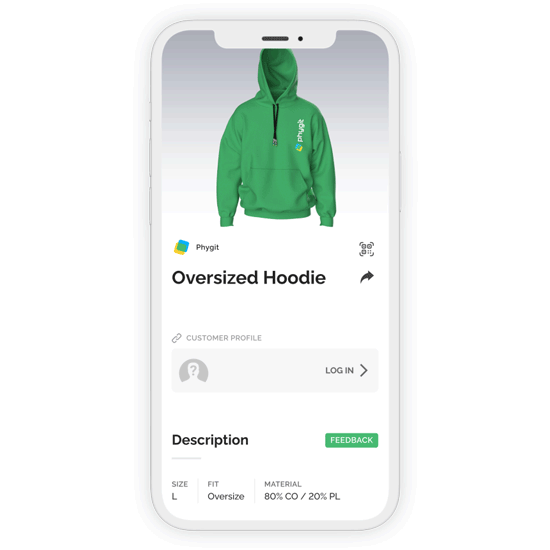 phygit
Phygit
Oversized Hoodie
CUSTOMER PROFILE
?
LOG IN
Description
FEEDBACK
SIZE
FIT
MATERIAL
L
Oversize
80% CO / 20% PL